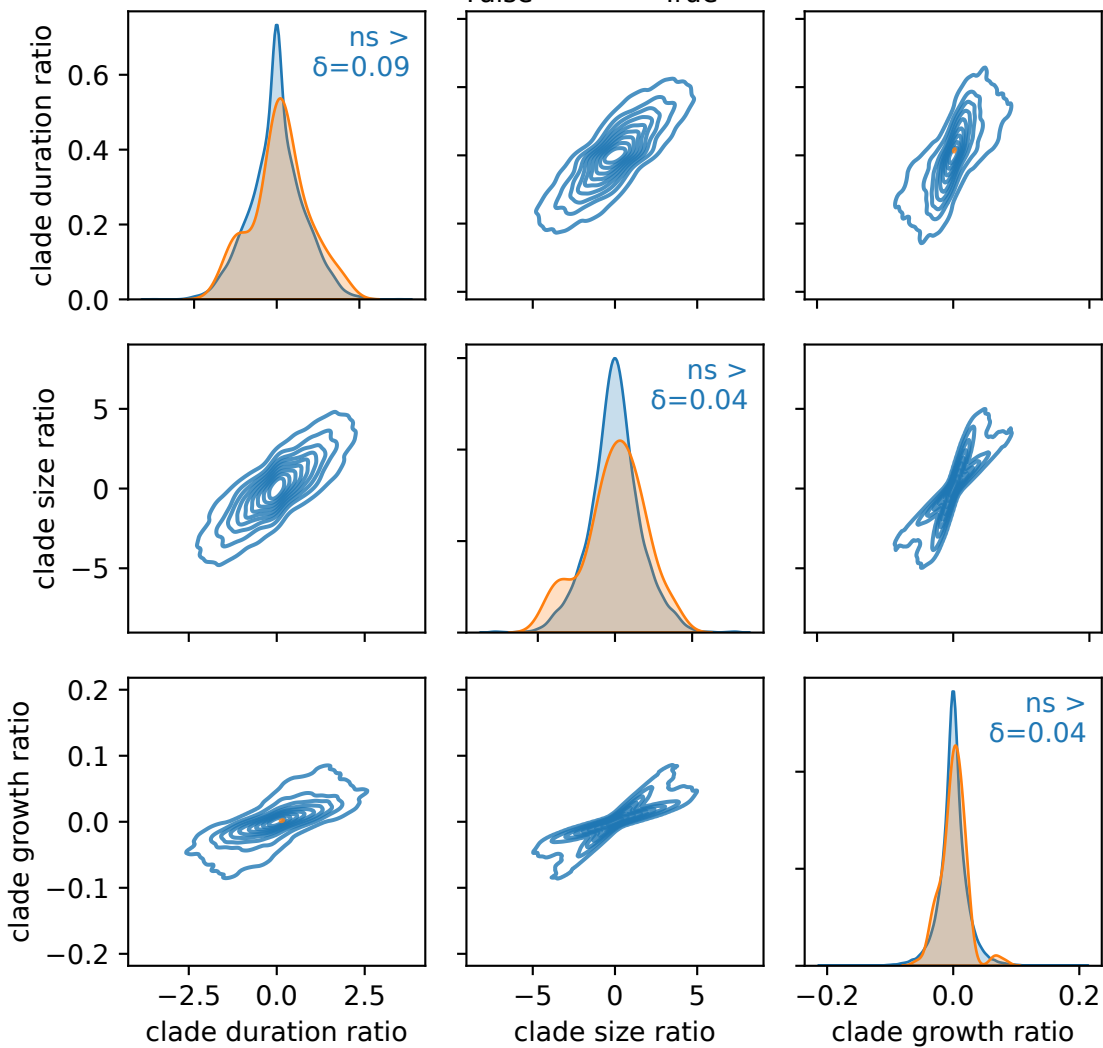 clade duration ratio
0.6
0.4
0.2
0.0
ns >
δ=0.09
clade size ratio
5
0
−5
ns >
δ=0.04
clade growth ratio
0.2
0.1
0.0
−0.1
−0.2
ns >
δ=0.04
−2.5 0.0 2.5
−5 0 5
−0.2 0.0 0.2
clade duration ratio
clade size ratio
clade growth ratio